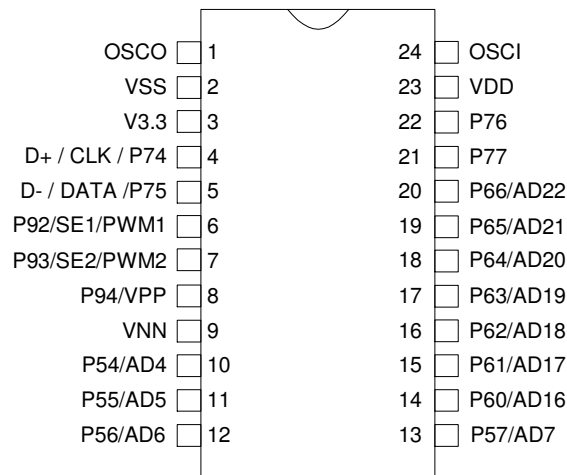 OSCO 1 24 OSCI
VSS 2 23 VDD
V3.3 3 22 P76
D+ / CLK / P74 4 21 P77
D- / DATA /P75 5 20 P66/AD22
P92/SE1/PWM1 6 19 P65/AD21
P93/SE2/PWM2 7 18 P64/AD20
P94/VPP 8 17 P63/AD19
VNN 9 16 P62/AD18
P54/AD4 10 15 P61/AD17
P55/AD5 11 14 P60/AD16
P56/AD6 12 13 P57/AD7